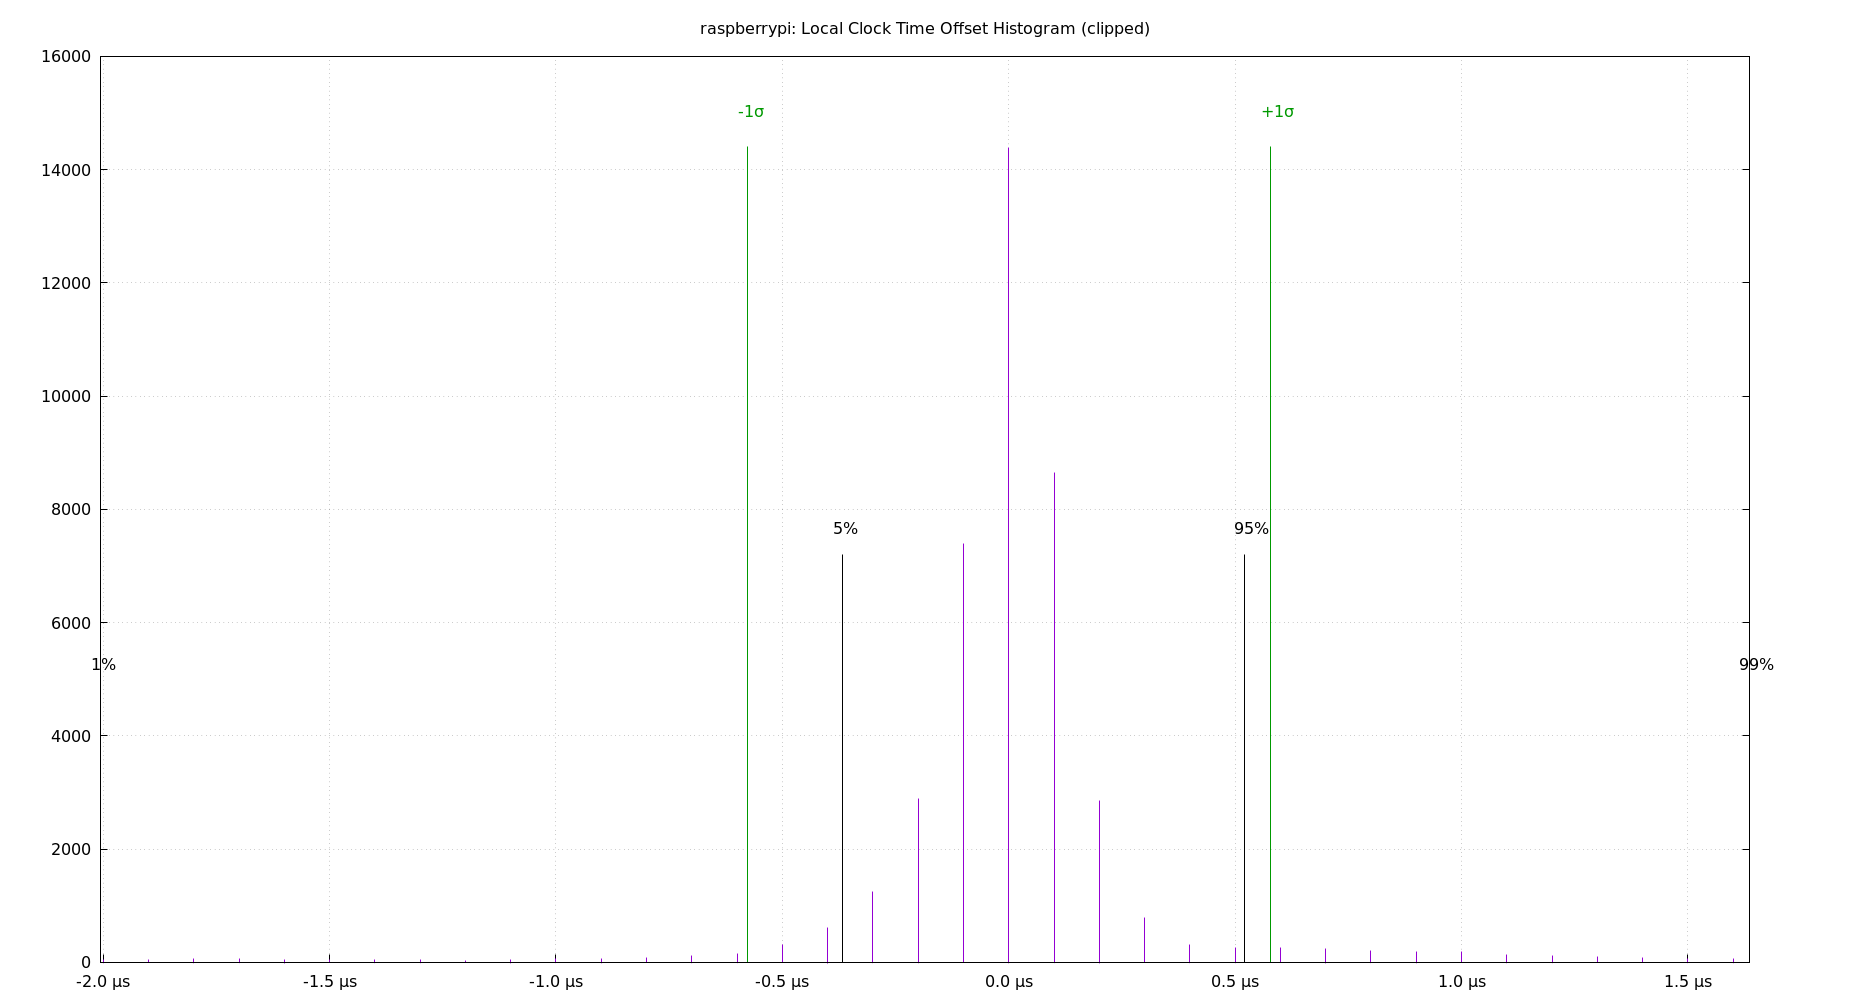 raspberrypi: Local Clock Time Offset Histogram (clipped)
16000
-1σ
+1σ
14000
12000
10000
8000
5%
95%
6000
1%
99%
4000
2000
0
-2.0 µs
-1.5 µs
-1.0 µs
-0.5 µs
0.0 µs
0.5 µs
1.0 µs
1.5 µs